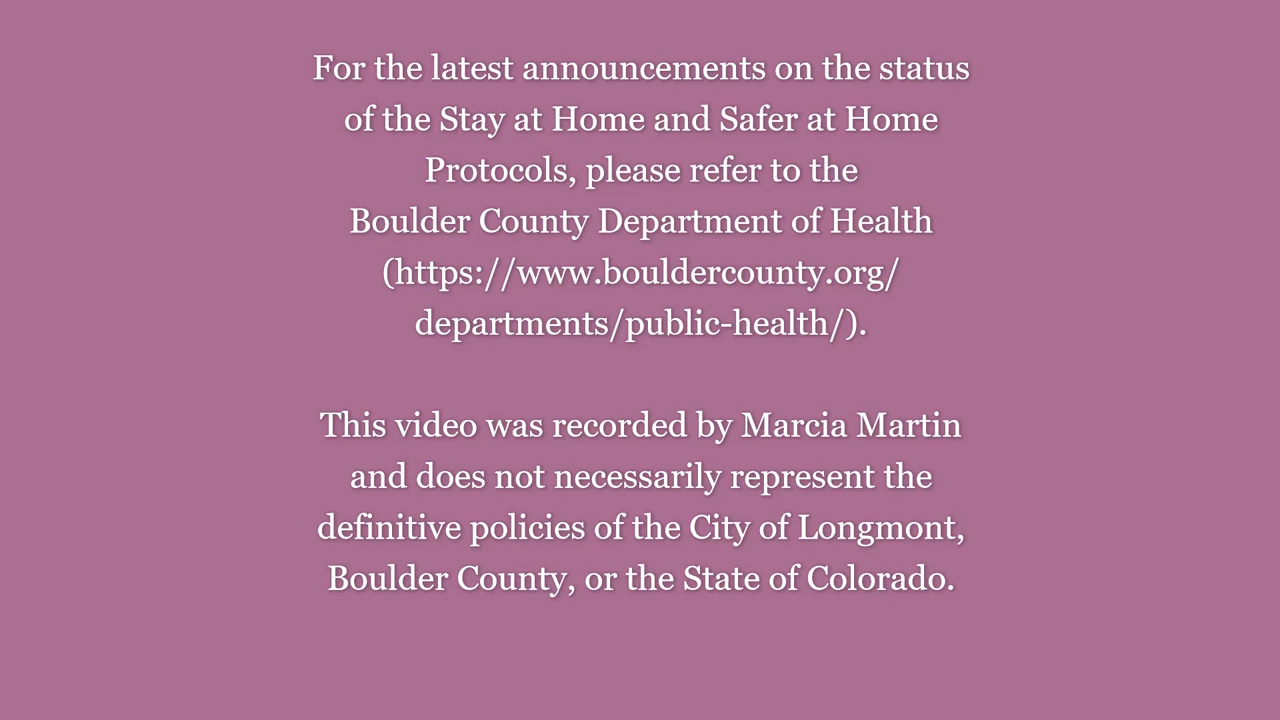 For the latest announcements on the status
of the Stay at Home and Safer at Home
Protocols, please refer to the
Boulder County Department of Health
(https://www.bouldercounty.org/
departments/public-health/).
This video was recorded by Marcia Martin
and does not necessarily represent the
definitive policies of the City of Longmont,
Boulder County, or the State of Colorado.